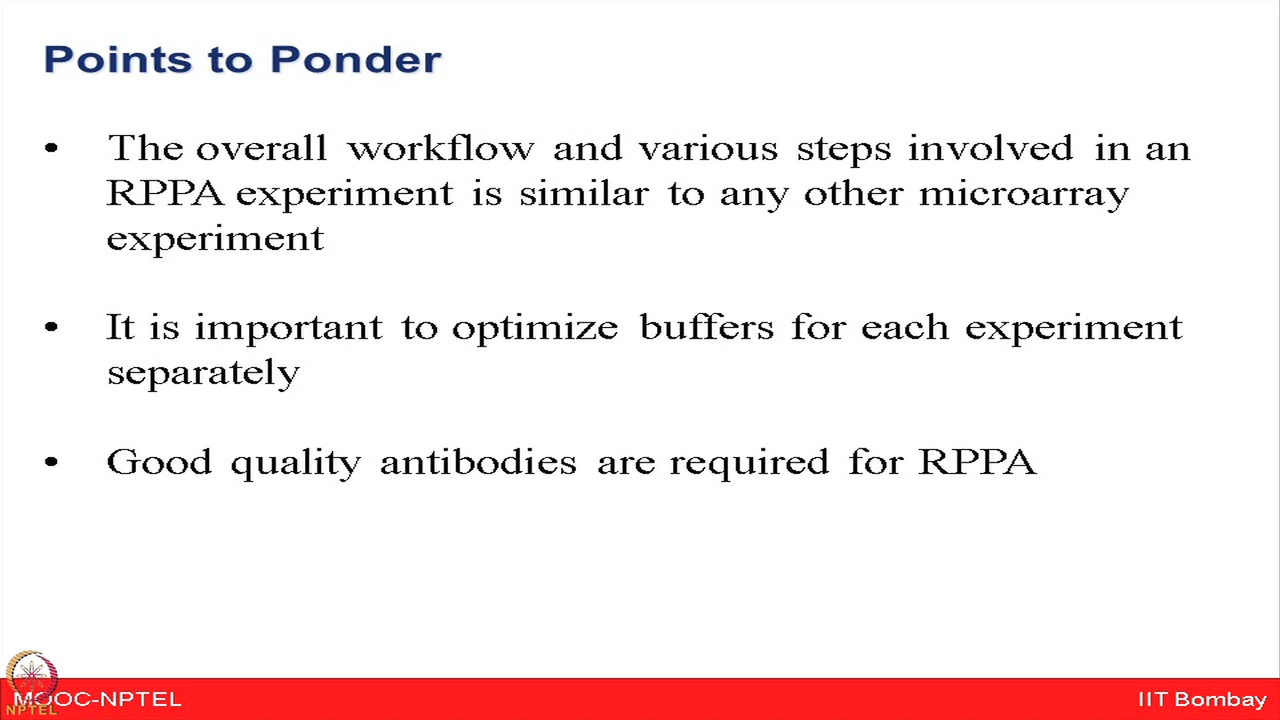 Points to Ponder
• The overall workflow and various steps involved in an
RPPA experiment is similar to any other microarray
experiment
• It is important to optimize buffers for each experiment
separately
• Good quality antibodies are required for RPPA
MOOC-NPTEL
NPTEL
IIT Bombay